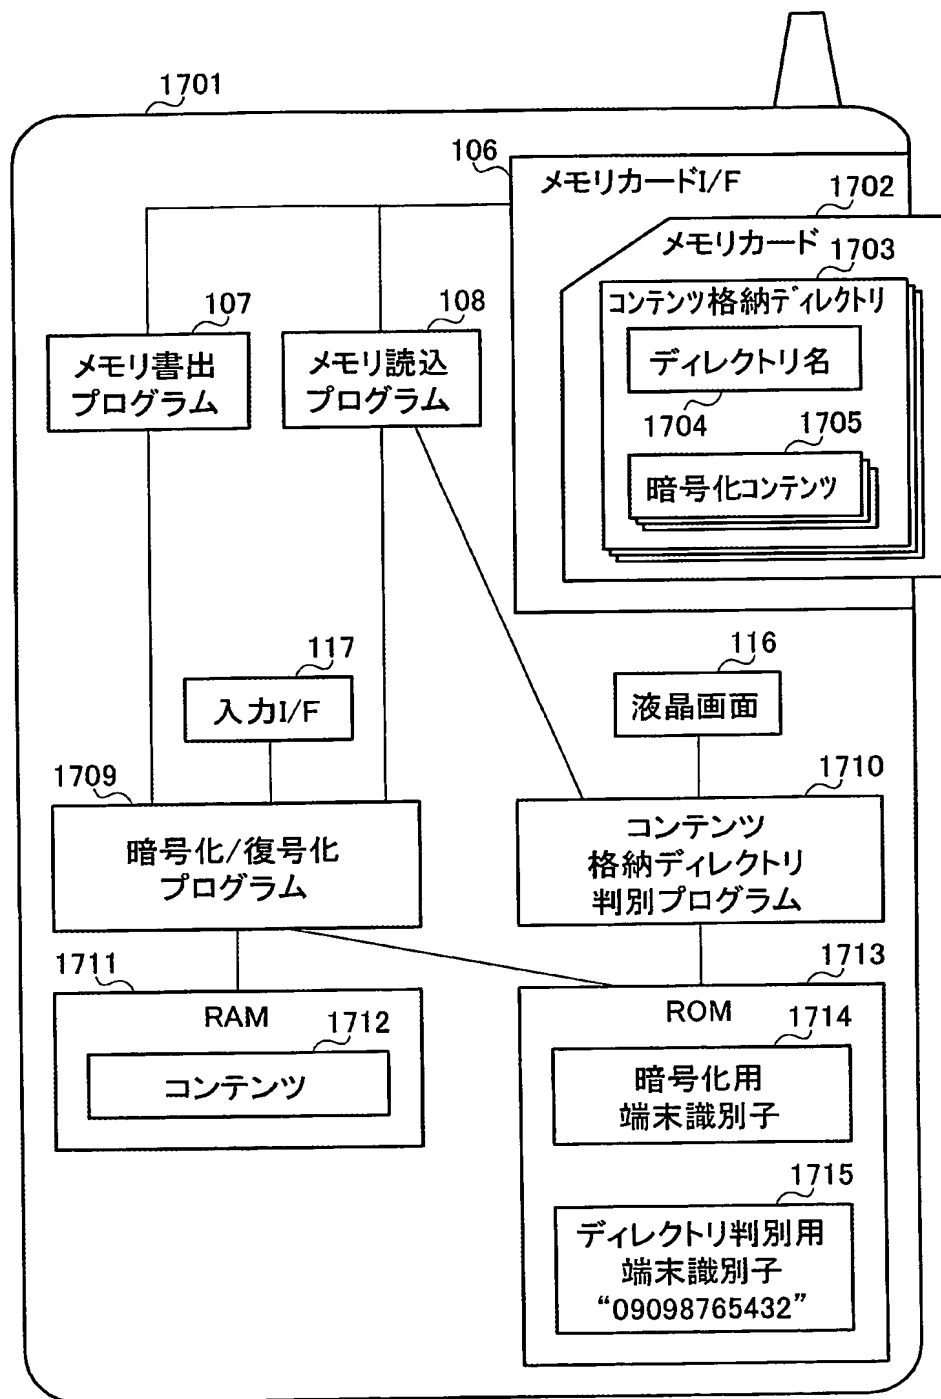 1701
106
メモリカードI/F
1702
メモリカード
1703
コンテンツ格納ディレクトリ
ディレクトリ名
1704
1705
暗号化コンテンツ
107
メモリ書出
プログラム
108
メモリ読込
プログラム
117
入力I/F
116
液晶画面
1709
暗号化/復号化
プログラム
1710
コンテンツ
格納ディレクトリ
判別プログラム
1711
RAM
1712
コンテンツ
1713
ROM
1714
暗号化用
端末識別子
1715
ディレクトリ判別用
端末識別子
“09098765432”